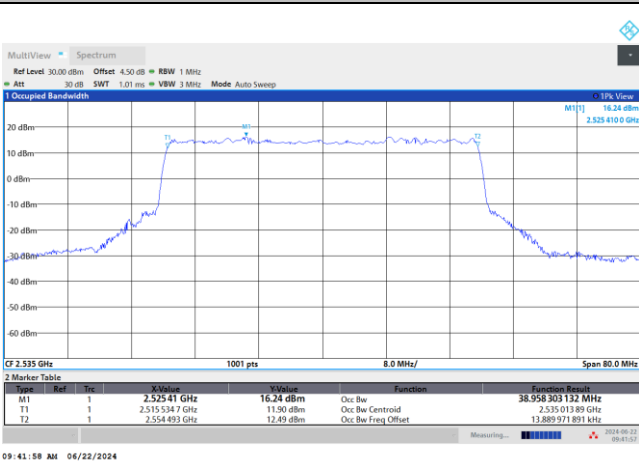 MultiView Spectrum
Ref Level 30.00 dBm Offset 4.50 dB RBW 1 MHz
Att 30 dB SWT 1.01 ms VBW 3 MHz Mode Auto Sweep
1 Occupied Bandwidth 1Pk View
M1[1] 16.24 dBm
2.525 410 0 GHz
20 dBm
T1 M1 T2
10 dBm
0 dBm
-10 dBm
-20 dBm
-30 dBm
-40 dBm
-50 dBm
-60 dBm
CF 2.535 GHz 1001 pts 8.0 MHz/ Span 80.0 MHz
2 Marker Table
Type Ref Trc X-Value Y-Value Function Function Result
M1 1 2.525 41 GHz 16.24 dBm Occ Bw 38.958 303 132 MHz
T1 1 2.515 534 7 GHz 11.90 dBm Occ Bw Centroid 2.535 013 89 GHz
T2 1 2.554 493 GHz 12.49 dBm Occ Bw Freq Offset 13.889 971 891 kHz
Measuring... 2024-06-22
09:41:57
09:41:58 AM 06/22/2024